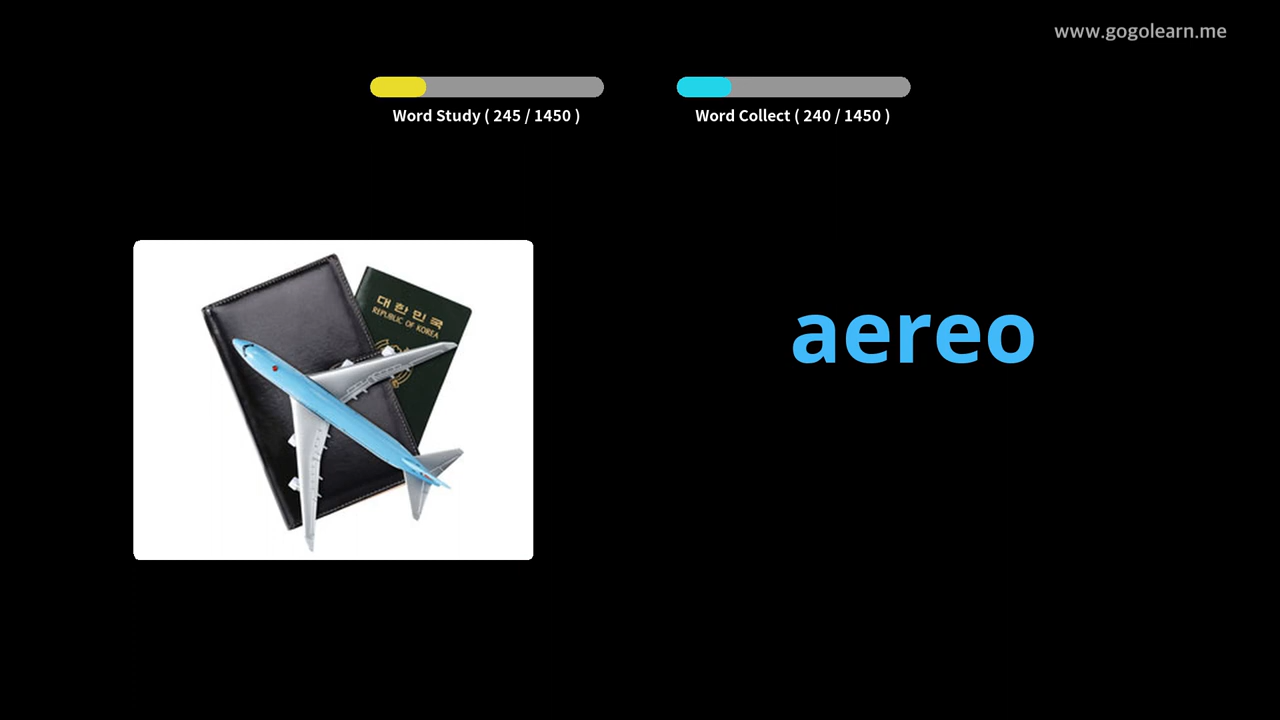 www.gogolearn.me
Word Study ( 245 / 1450 )
Word Collect ( 240 / 1450 )
대한민국
REPUBLIC OF KOREA
aereo